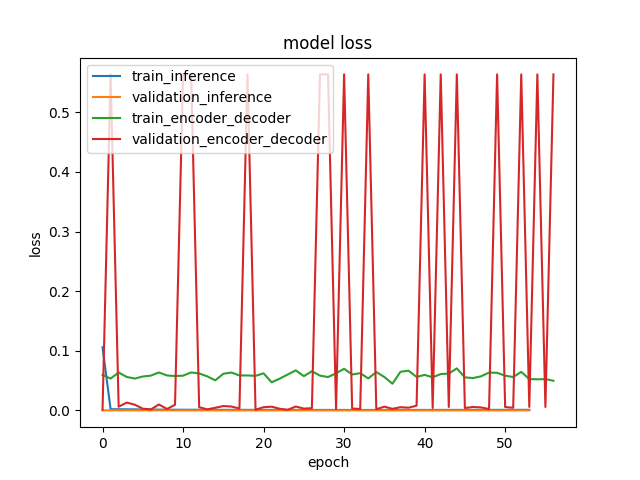 model loss
train_inference
validation_inference
train_encoder_decoder
validation_encoder_decoder
0.5
0.4
0.3
0.2
0.1
0.0
loss
0 10 20 30 40 50
epoch